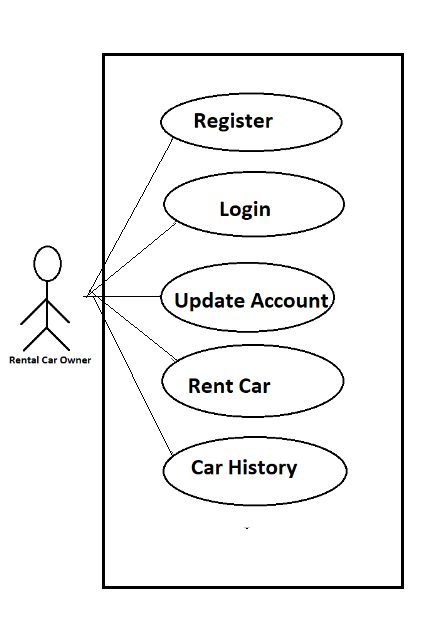 Register
Login
Update Account
Rental Car Owner
Rent Car
Car History